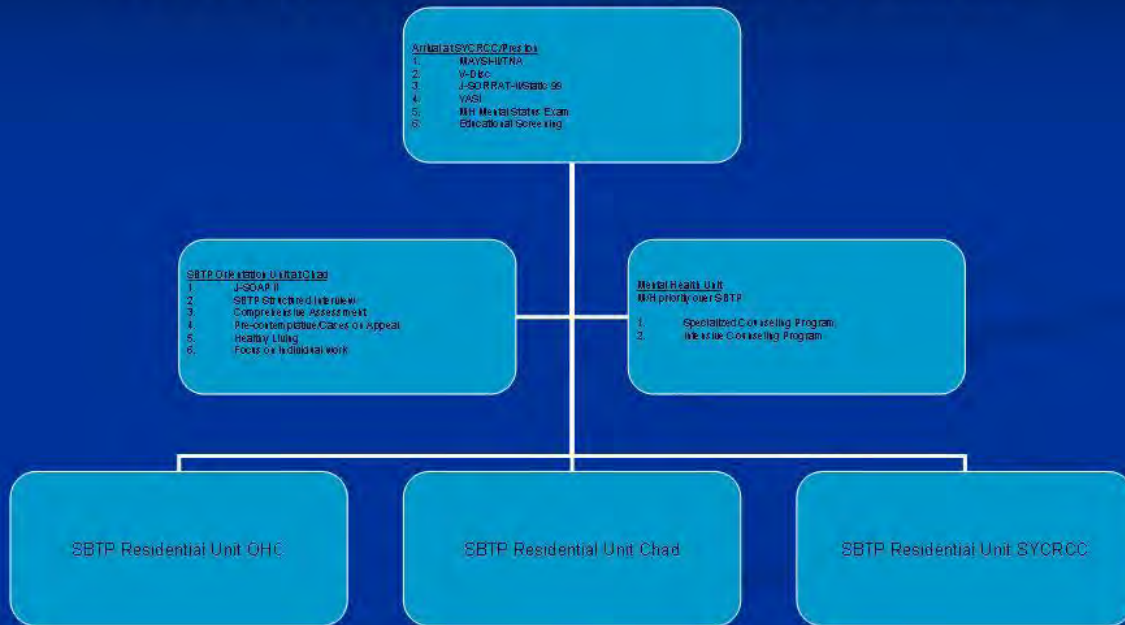 Arrival at SYCRCC/Preston
1. MAYSI-II/TNA
2. V-Disc
3. J-SORRAT-II/Static 99
4. YASI
5. M/H Mental Status Exam
6. Educational Screening
SBTP Orientation Unit at Chad
1. J-SOAP II
2. SBTP Structured Interview
3. Comprehensive Assessment
4. Pre-contemplative/Cases on Appeal
5. Healthy Living
6. Focus on Individual work
Mental Health Unit
M/H priority over SBTP
1. Specialized Counseling Program
2. Intensive Counseling Program
SBTP Residential Unit OHC
SBTP Residential Unit Chad
SBTP Residential Unit SYCRCC